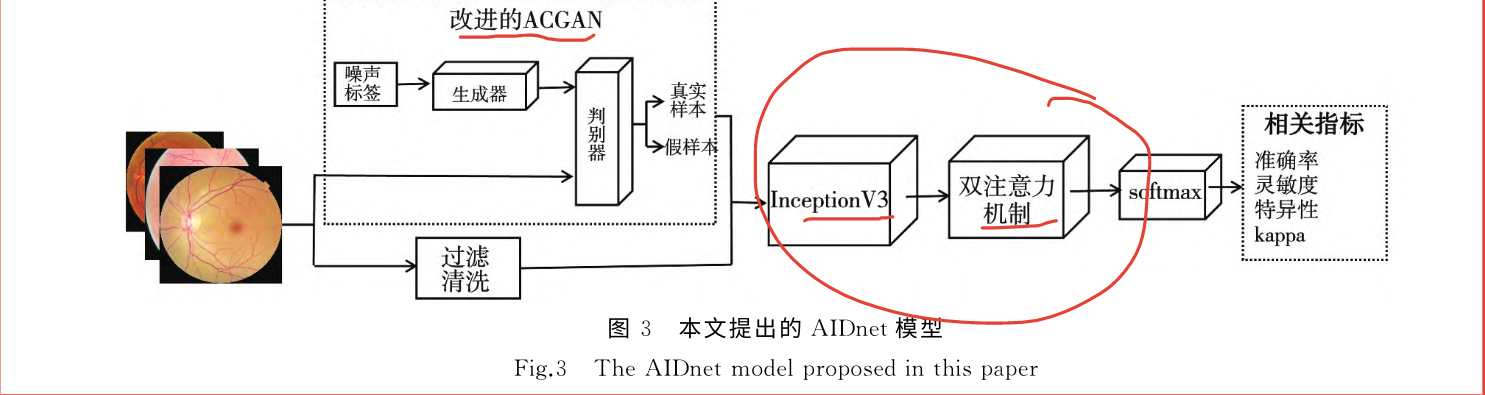 改进的ACGAN
噪声
标签
生成器
判
别
器
真实
样本
假样本
过滤
清洗
InceptionV3
双注意力
机制
softmax
相关指标
准确率
灵敏度
特异性
kappa
图 3 本文提出的 AIDnet 模型
Fig.3 The AIDnet model proposed in this paper